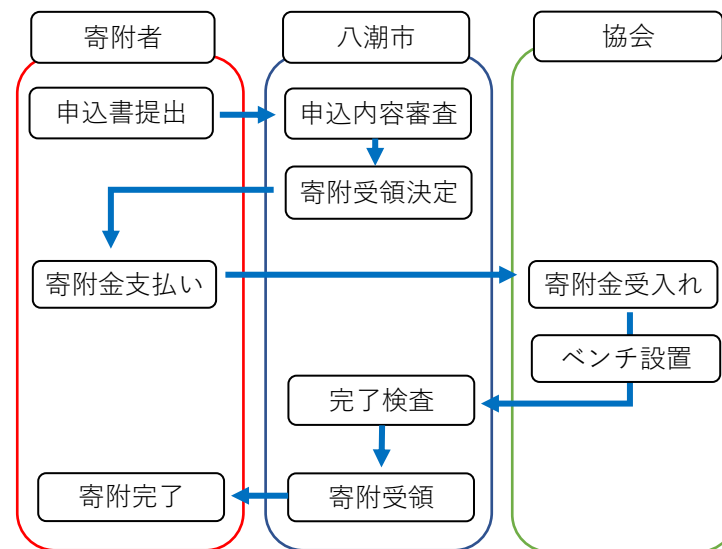 寄附者
八潮市
協会
申込書提出
申込内容審査
寄附受領決定
寄附金支払い
寄附金受入れ
ベンチ設置
完了検査
寄附完了
寄附受領